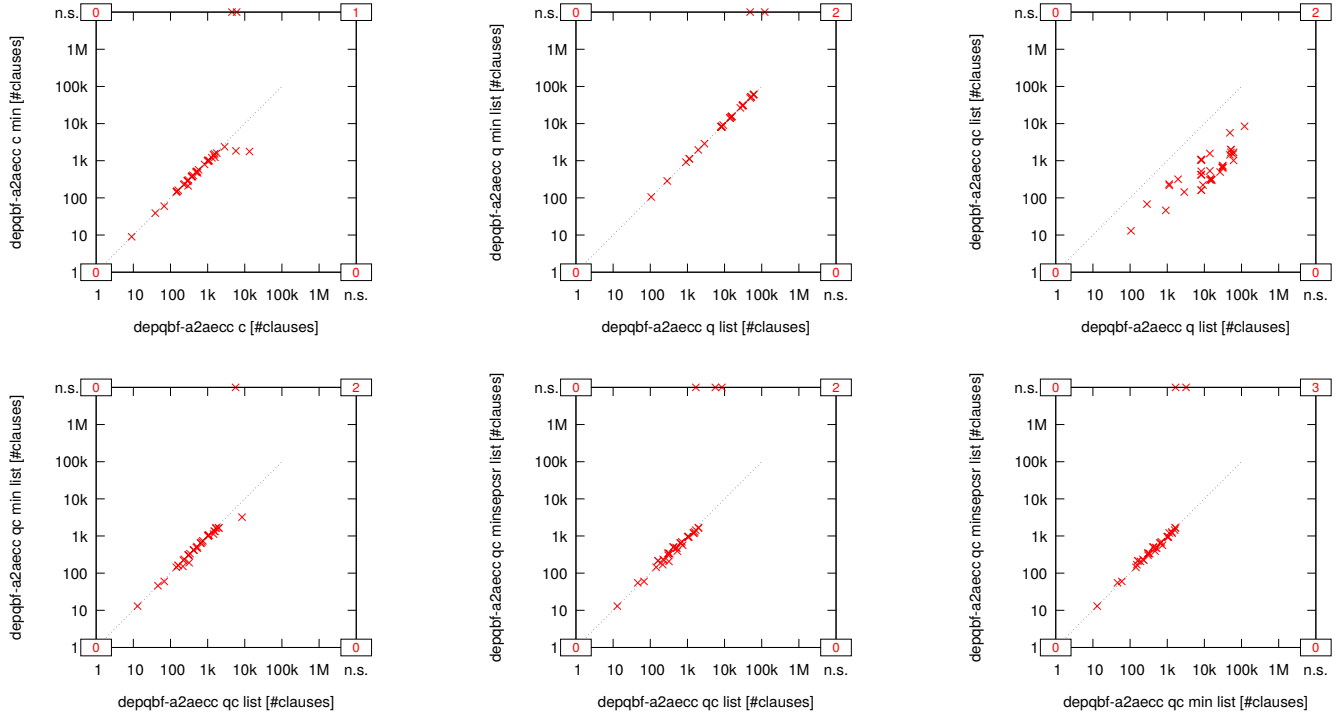 0
1
n.s.
1M
100k
10k
1k
100
10
1
0
0
1 10 100 1k 10k 100k 1M n.s.
depqbf-a2aecc c min [#clauses]
depqbf-a2aecc c [#clauses]
0
2
n.s.
1M
100k
10k
1k
100
10
1
0
0
1 10 100 1k 10k 100k 1M n.s.
depqbf-a2aecc q min list [#clauses]
depqbf-a2aecc q list [#clauses]
0
2
n.s.
1M
100k
10k
1k
100
10
1
0
0
1 10 100 1k 10k 100k 1M n.s.
depqbf-a2aecc qc list [#clauses]
depqbf-a2aecc q list [#clauses]
0
2
n.s.
1M
100k
10k
1k
100
10
1
0
0
1 10 100 1k 10k 100k 1M n.s.
depqbf-a2aecc qc min list [#clauses]
depqbf-a2aecc qc list [#clauses]
0
2
n.s.
1M
100k
10k
1k
100
10
1
0
0
1 10 100 1k 10k 100k 1M n.s.
depqbf-a2aecc qc minsepcsr list [#clauses]
depqbf-a2aecc qc list [#clauses]
0
3
n.s.
1M
100k
10k
1k
100
10
1
0
0
1 10 100 1k 10k 100k 1M n.s.
depqbf-a2aecc qc minsepcsr list [#clauses]
depqbf-a2aecc qc min list [#clauses]